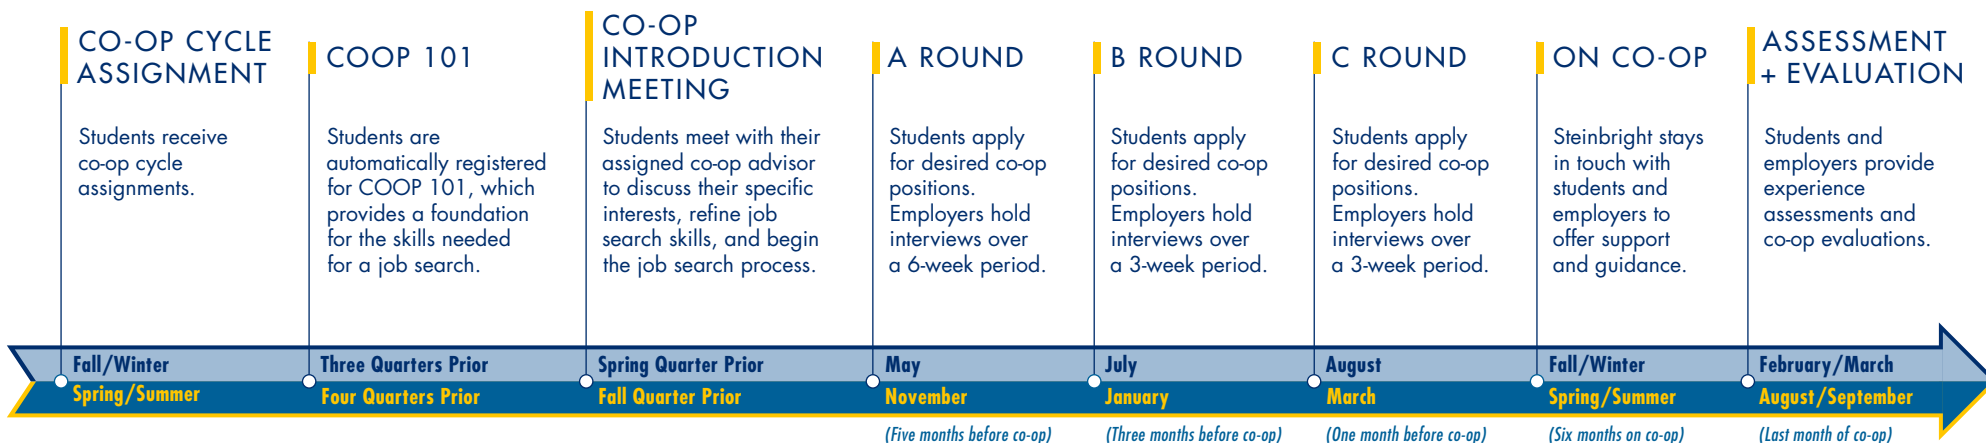 CO-OP CYCLE
ASSIGNMENT
Students receive
co-op cycle
assignments.
COOP 101
Students are
automatically registered
for COOP 101, which
provides a foundation
for the skills needed
for a job search.
CO-OP
INTRODUCTION
MEETING
Students meet with their
assigned co-op advisor
to discuss their specific
interests, refine job
search skills, and begin
the job search process.
A ROUND
Students apply
for desired co-op
positions.
Employers hold
interviews over
a 6-week period.
B ROUND
Students apply
for desired co-op
positions.
Employers hold
interviews over
a 3-week period.
C ROUND
Students apply
for desired co-op
positions.
Employers hold
interviews over
a 3-week period.
ON CO-OP
Steinbright stays
in touch with
students and
employers to
offer support
and guidance.
ASSESSMENT
+ EVALUATION
Students and
employers provide
experience
assessments and
co-op evaluations.
Fall/Winter
Three Quarters Prior
Spring Quarter Prior
May
July
August
Fall/Winter
February/March
Spring/Summer
Four Quarters Prior
Fall Quarter Prior
November
January
March
Spring/Summer
August/September
(Five months before co-op)
(Three months before co-op)
(One month before co-op)
(Six months on co-op)
(Last month of co-op)